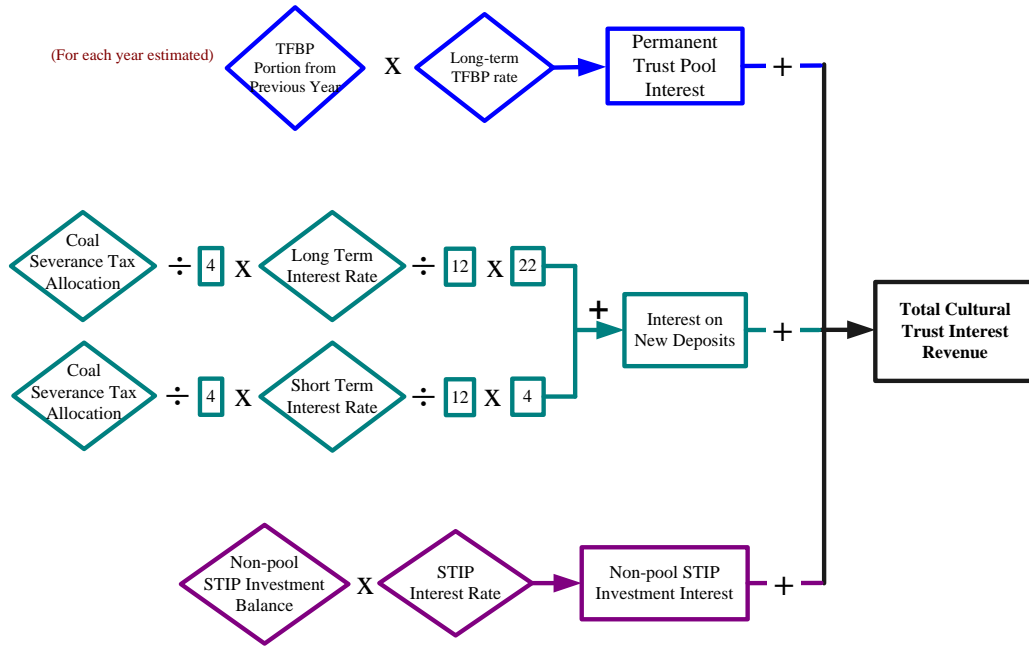 (For each year estimated)
TFBP
Portion from
Previous Year
X
Long-term
TFBP rate
Permanent
Trust Pool
Interest
+
Coal
Severance Tax
Allocation
÷
4
X
Long Term
Interest Rate
÷
12
X
22
+
Interest on
New Deposits
+
Total Cultural
Trust Interest
Revenue
Coal
Severance Tax
Allocation
÷
4
X
Short Term
Interest Rate
÷
12
X
4
Non-pool
STIP Investment
Balance
X
STIP
Interest Rate
Non-pool STIP
Investment Interest
+